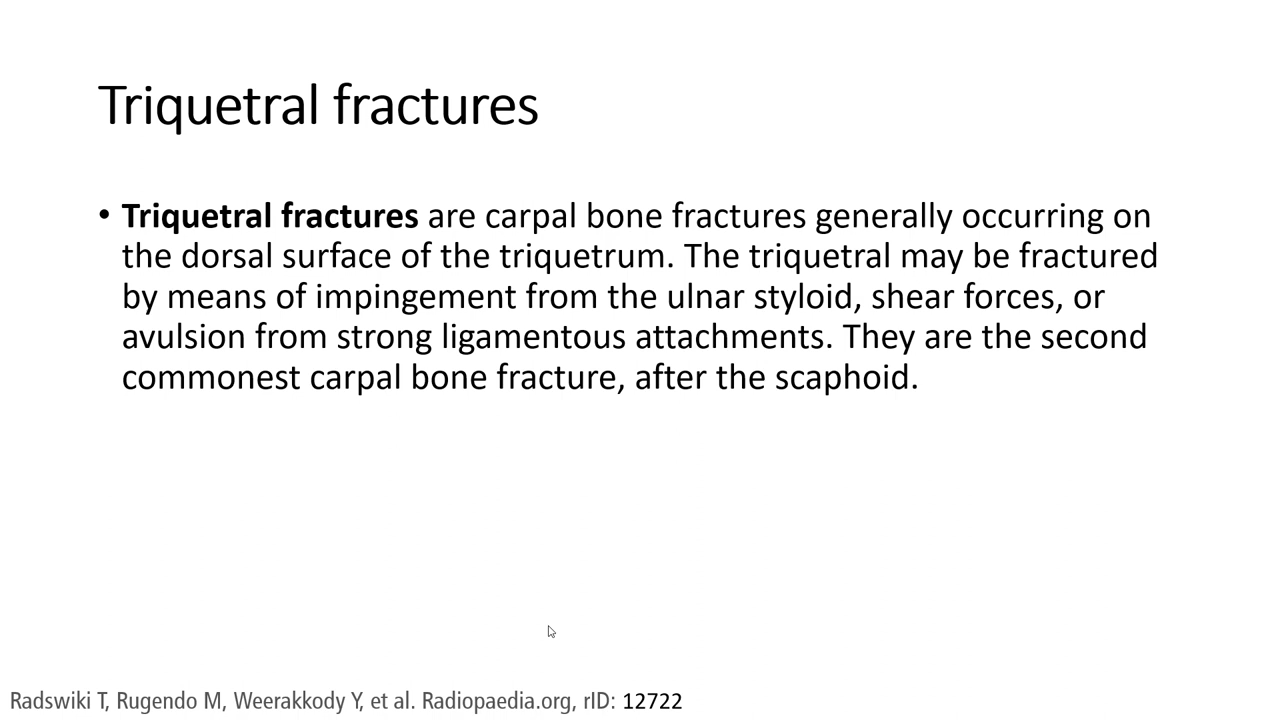 Triquetral fractures
• Triquetral fractures are carpal bone fractures generally occurring on
the dorsal surface of the triquetrum. The triquetral may be fractured
by means of impingement from the ulnar styloid, shear forces, or
avulsion from strong ligamentous attachments. They are the second
commonest carpal bone fracture, after the scaphoid.
Radswiki T, Rugendo M, Weerakkody Y, et al. Radiopaedia.org, rID: 12722